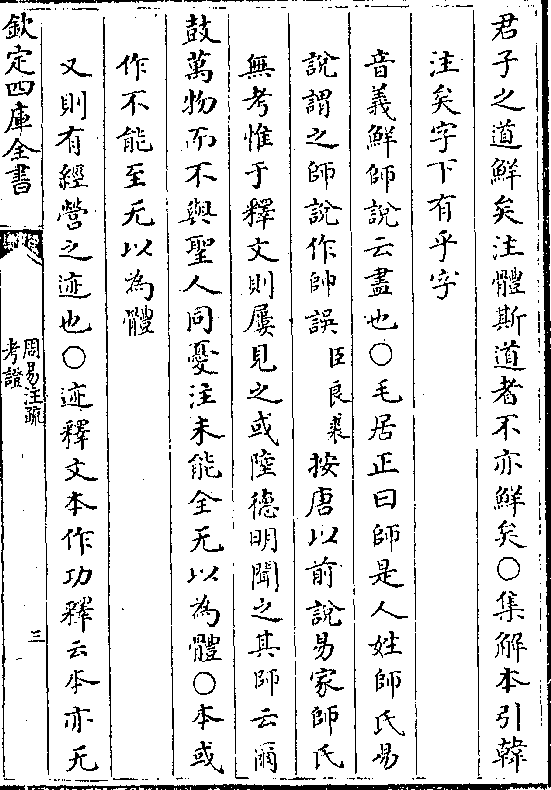 君子之道鮮矣注體斯道者不亦鮮矣○集解本引韓
注矣字下有乎字
音義鮮師說云盡也○毛居正曰師是人姓師氏易
說謂之師說作帥誤臣良裘按唐以前說易家師氏
無考惟于釋文則屢見之或陸德明聞之其師云爾
鼓萬物而不與聖人同憂注未能全无以為體○本或
作不能至无以為體
又則有經營之迹也○迹釋文本作功釋云本亦无
欽定四庫全書
周易注疏
考證
三